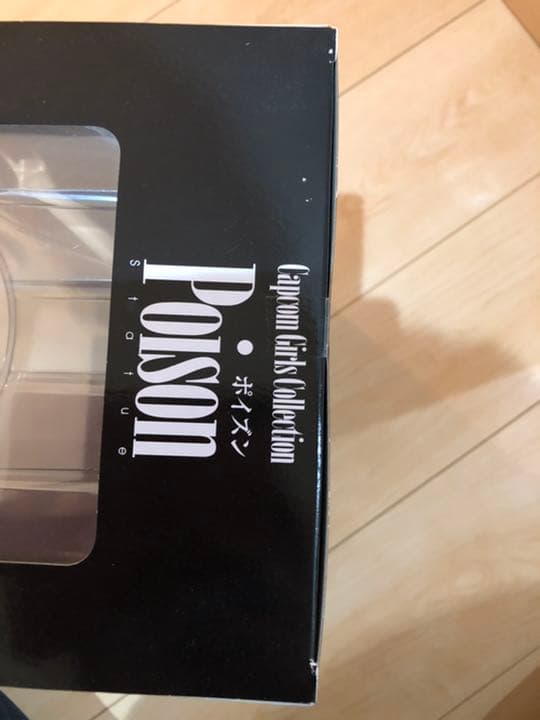 Capcom Girls Collection
Poison
ポイズン
statue